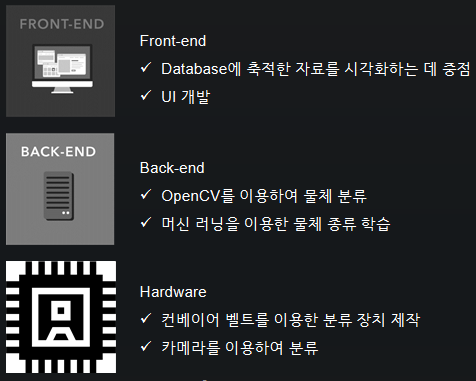 FRONT-END
Front-end
✓ Database에 축적한 자료를 시각화하는 데 중점
✓ UI 개발
BACK-END
Back-end
✓ OpenCV를 이용하여 물체 분류
✓ 머신 러닝을 이용한 물체 종류 학습
Hardware
✓ 컨베이어 벨트를 이용한 분류 장치 제작
✓ 카메라를 이용하여 분류